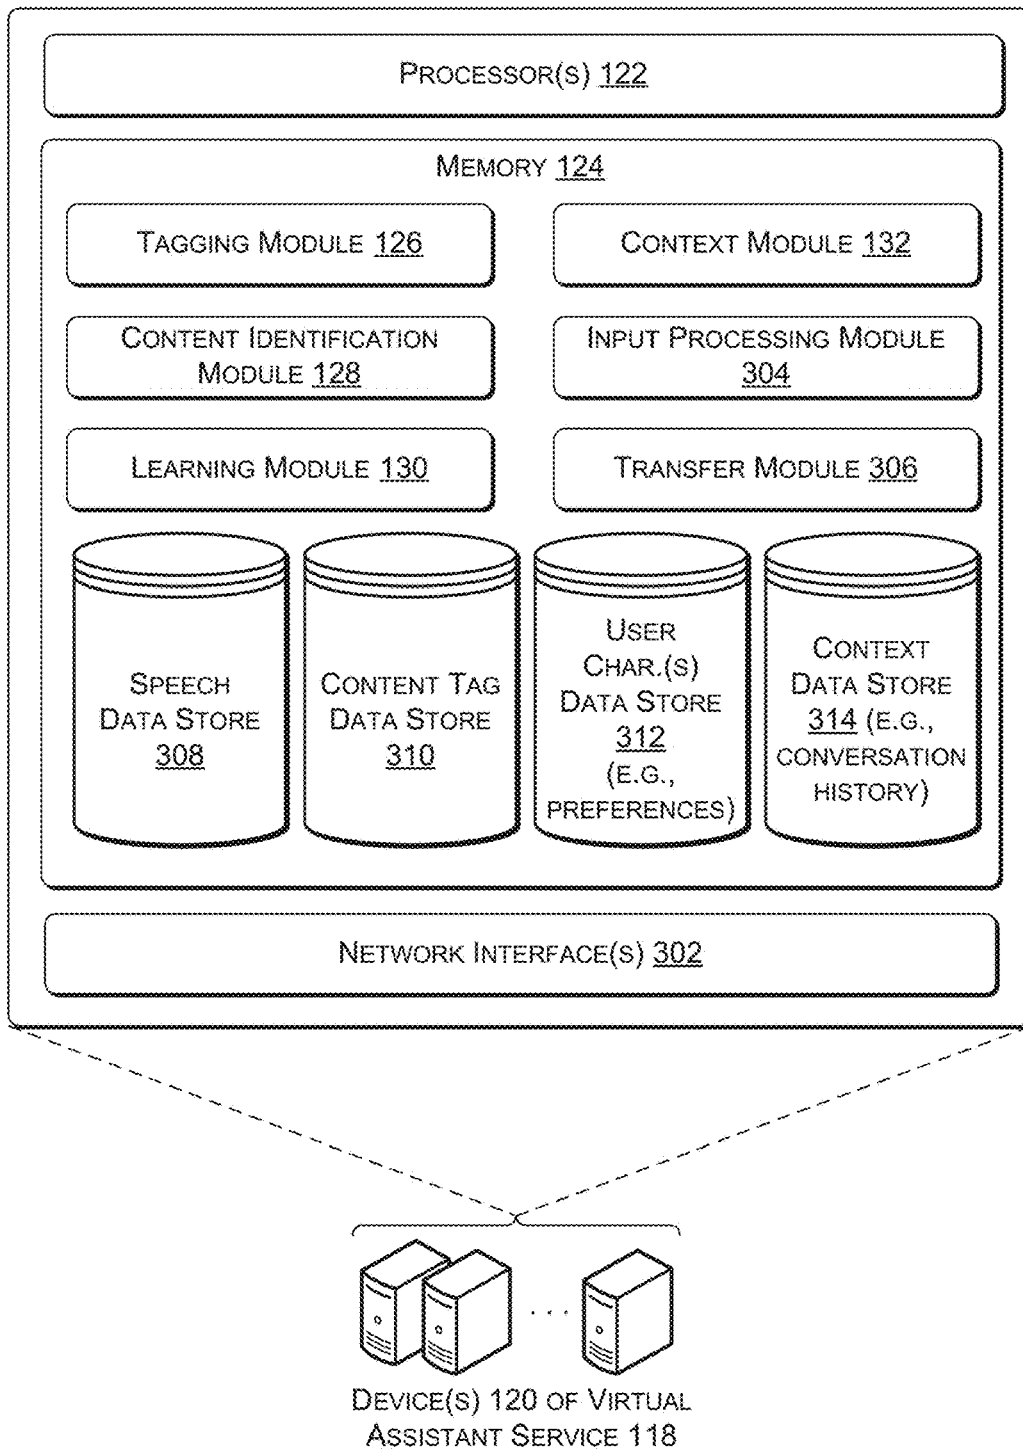 PROCESSOR(S) 122
MEMORY 124
TAGGING MODULE 126
CONTEXT MODULE 132
CONTENT IDENTIFICATION
MODULE 128
INPUT PROCESSING MODULE
304
LEARNING MODULE 130
TRANSFER MODULE 306
SPEECH
DATA STORE
308
CONTENT TAG
DATA STORE
310
USER
CHAR.(S)
DATA STORE
312
(E.G.,
PREFERENCES)
CONTEXT
DATA STORE
314 (E.G.,
CONVERSATION
HISTORY)
NETWORK INTERFACE(S) 302
DEVICE(S) 120 OF VIRTUAL
ASSISTANT SERVICE 118